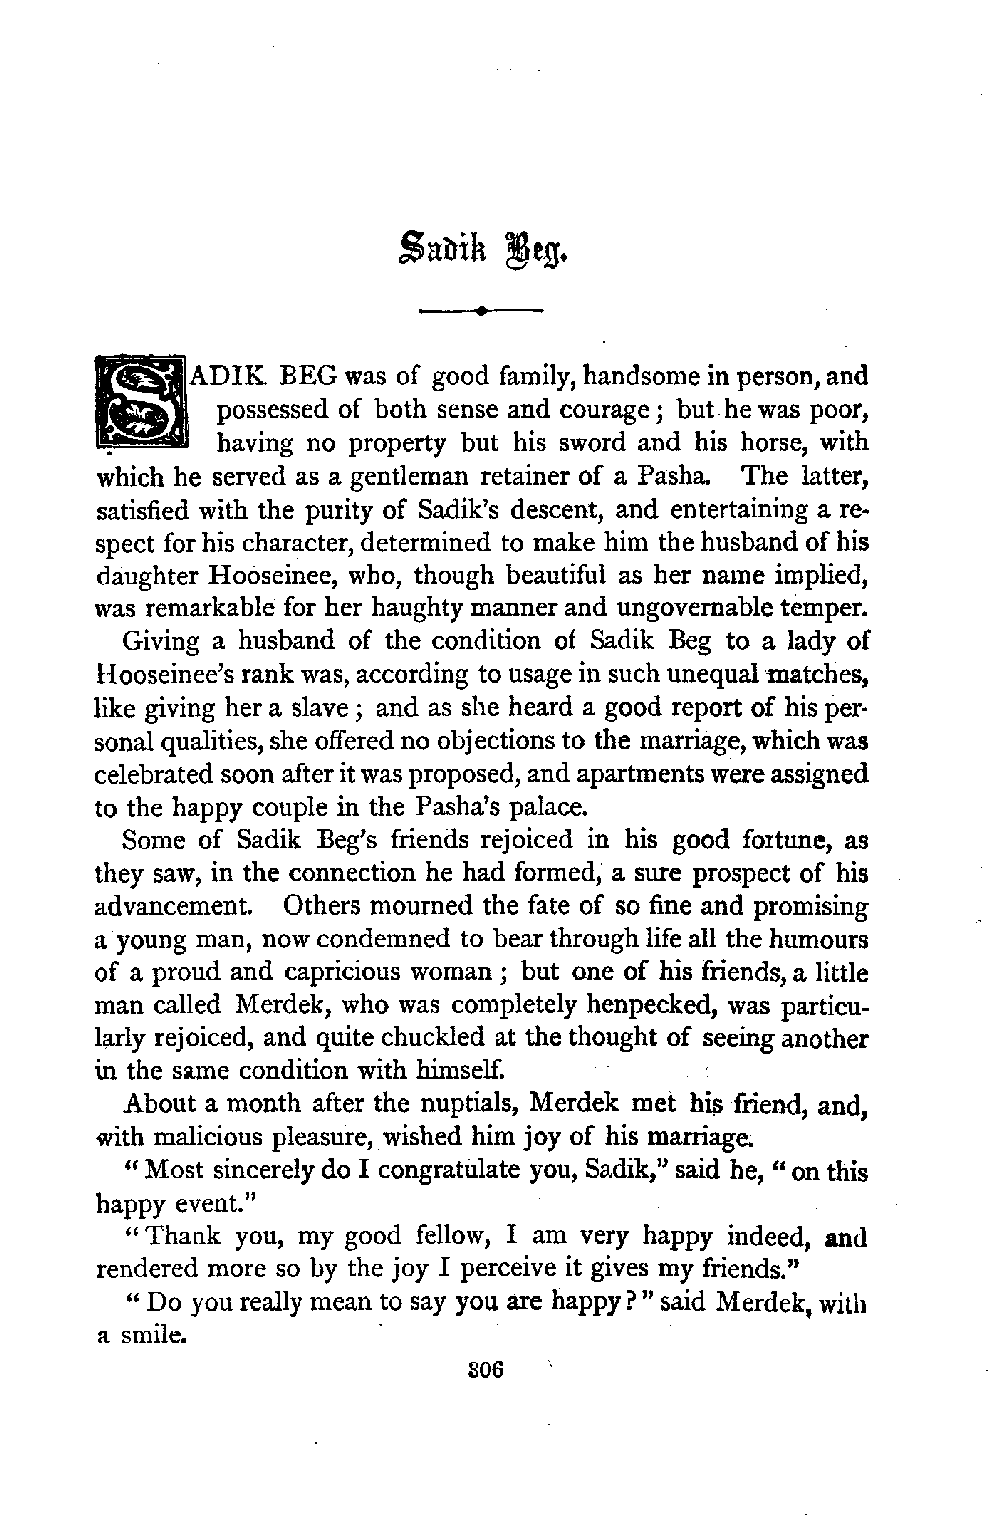 Sadik Beg.
SADIK BEG was of good family, handsome in person, and
possessed of both sense and courage; but he was poor,
having no property but his sword and his horse, with
which he served as a gentleman retainer of a Pasha. The latter,
satisfied with the purity of Sadik's descent, and entertaining a re-
spect for his character, determined to make him the husband of his
daughter Hooseinee, who, though beautiful as her name implied,
was remarkable for her haughty manner and ungovernable temper.
Giving a husband of the condition of Sadik Beg to a lady of
Hooseinee's rank was, according to usage in such unequal matches,
like giving her a slave; and as she heard a good report of his per-
sonal qualities, she offered no objections to the marriage, which was
celebrated soon after it was proposed, and apartments were assigned
to the happy couple in the Pasha's palace.
Some of Sadik Beg's friends rejoiced in his good fortune, as
they saw, in the connection he had formed, a sure prospect of his
advancement. Others mourned the fate of so fine and promising
a young man, now condemned to bear through life all the humours
of a proud and capricious woman; but one of his friends, a little
man called Merdek, who was completely henpecked, was particu-
larly rejoiced, and quite chuckled at the thought of seeing another
in the same condition with himself.
About a month after the nuptials, Merdek met his friend, and,
with malicious pleasure, wished him joy of his marriage.
"Most sincerely do I congratulate you, Sadik," said he, "on this
happy event."
"Thank you, my good fellow, I am very happy indeed, and
rendered more so by the joy I perceive it gives my friends."
"Do you really mean to say you are happy?" said Merdek, with
a smile.
306